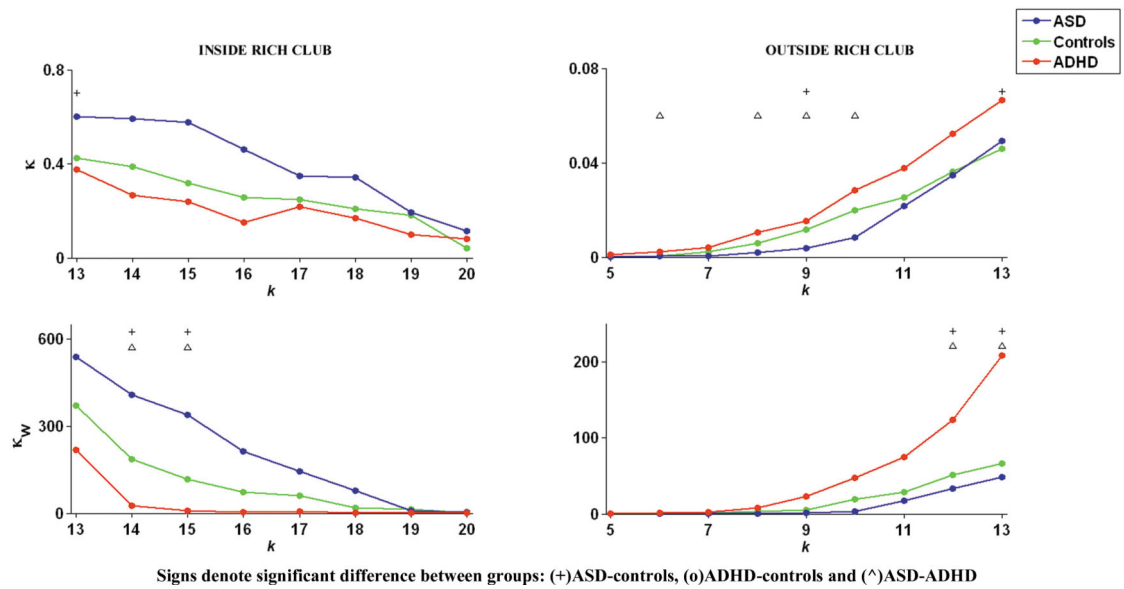 ASD
Controls
ADHD
INSIDE RICH CLUB
OUTSIDE RICH CLUB
0.8
0.4
0
κ
13 14 15 16 17 18 19 20
k
0.08
0.04
0
5 7 9 11 13
k
600
300
0
κW
13 14 15 16 17 18 19 20
k
200
100
0
5 7 9 11 13
k
Signs denote significant difference between groups: (+)ASD-controls, (o)ADHD-controls and (^)ASD-ADHD